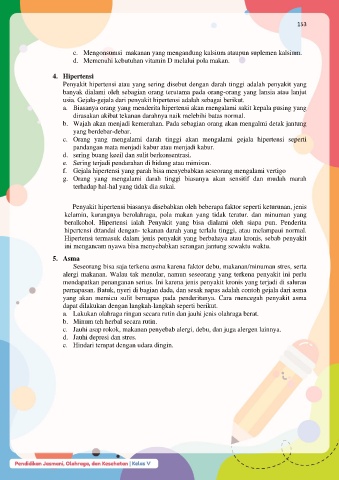 153
c. Mengonsumsi makanan yang mengandung kalsium ataupun suplemen kalsium.
d. Memenuhi kebutuhan vitamin D melalui pola makan.
4. Hipertensi
Penyakit hipertensi atau yang sering disebut dengan darah tinggi adalah penyakit yang
banyak dialami oleh sebagian orang terutama pada orang-orang yang lansia atau lanjut
usia. Gejala-gejala dari penyakit hipertensi adalah sebagai berikut.
a. Biasanya orang yang menderita hipertensi akan mengalami sakit kepala pusing yang
dirasakan akibat tekanan darahnya naik melebihi batas normal.
b. Wajah akan menjadi kemerahan. Pada sebagian orang akan mengalmi detak jantung
yang berdebar-debar.
c. Orang yang mengalami darah tinggi akan mengalami gejala hipertensi seperti
pandangan mata menjadi kabur atau menjadi kabur.
d. sering buang kecil dan sulit berkonsentrasi.
e. Sering terjadi pendarahan di hidung atau mimisan.
f. Gejala hipertensi yang parah bisa menyebabkan seseorang mengalami vertigo
g. Orang yang mengalami darah tinggi biasanya akan sensitif dan mudah marah
terhadap hal-hal yang tidak dia sukai.
Penyakit hipertensi biasanya disebabkan oleh beberapa faktor seperti keturunan, jenis
kelamin, kurangnya berolahraga, pola makan yang tidak teratur. dan minuman yang
beralkohol. Hipertensi ialah Penyakit yang bisa dialami oleh siapa pun. Penderita
hipertensi ditandai dengan- tekanan darah yang terlalu tinggi, atau melampaui normal.
Hipertensi termasuk dalam jenis penyakit yang berbahaya atau kronis, sebab penyakit
ini mengancam nyawa bisa menyebabkan serangan jantung sewaktu waktu.
5. Asma
Seseorang bisa saja terkena asma karena faktor debu, makanan/minuman stres, serta
alergi makanan. Walau tak menular, namun seseorang yang terkena penyakit ini perlu
mendapatkan penanganan serius. Ini karena jenis penyakit kronis yang terjadi di saluran
pernapasan. Batuk, nyeri di bagian dada, dan sesak napas adalah contoh gejala dari asma
yang akan memicu sulit bernapas pada penderitanya. Cara mencegah penyakit asma
dapat dilakukan dengan langkah-langkah seperti berikut.
a. Lakukan olahraga ringan secara rutin dan jauhi jenis olahraga berat.
b. Minum teh herbal secara rutin.
c. Jauhi asap rokok, makanan penyebab alergi, debu, dan juga alergen lainnya.
d. Jauhi depresi dan stres.
e. Hindari tempat dengan udara dingin.
Pendidikan Jasmani, Olahraga, dan Kesehatan | Kelas V